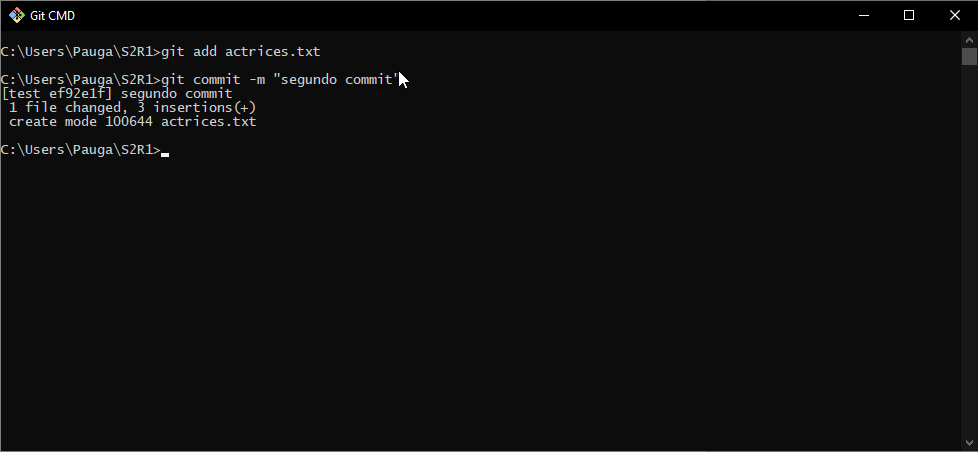 Git CMD
C:\Users\Pauga\S2R1>git add actrices.txt
C:\Users\Pauga\S2R1>git commit -m "segundo commit"
[test ef92e1f] segundo commit
 1 file changed, 3 insertions(+)
 create mode 100644 actrices.txt
C:\Users\Pauga\S2R1>